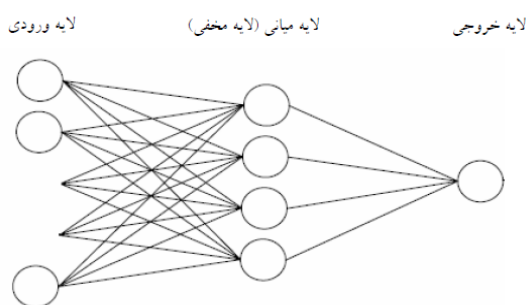 لایه ورودی
لایه میانی (لایه مخفی)
لایه خروجی